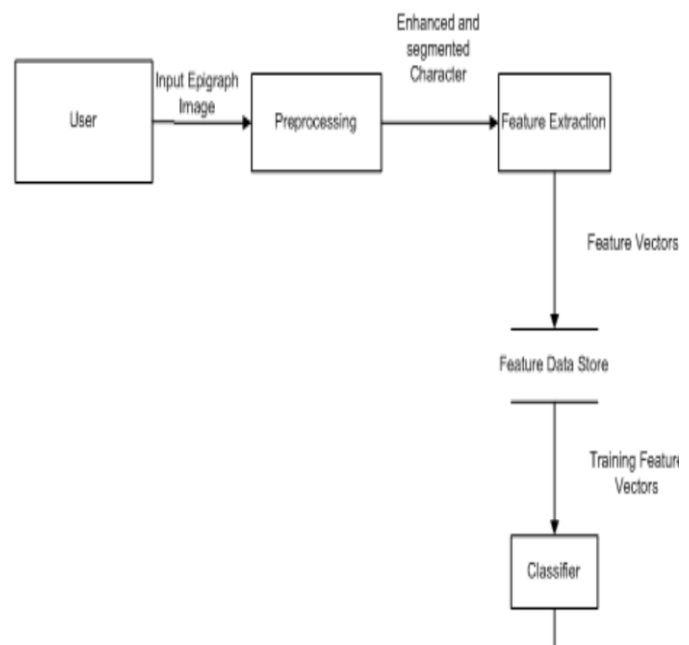 Enhanced and
segmented
Character
Input Epigraph
Image
User
Preprocessing
Feature Extraction
Feature Vectors
Feature Data Store
Training Feature
Vectors
Classifier